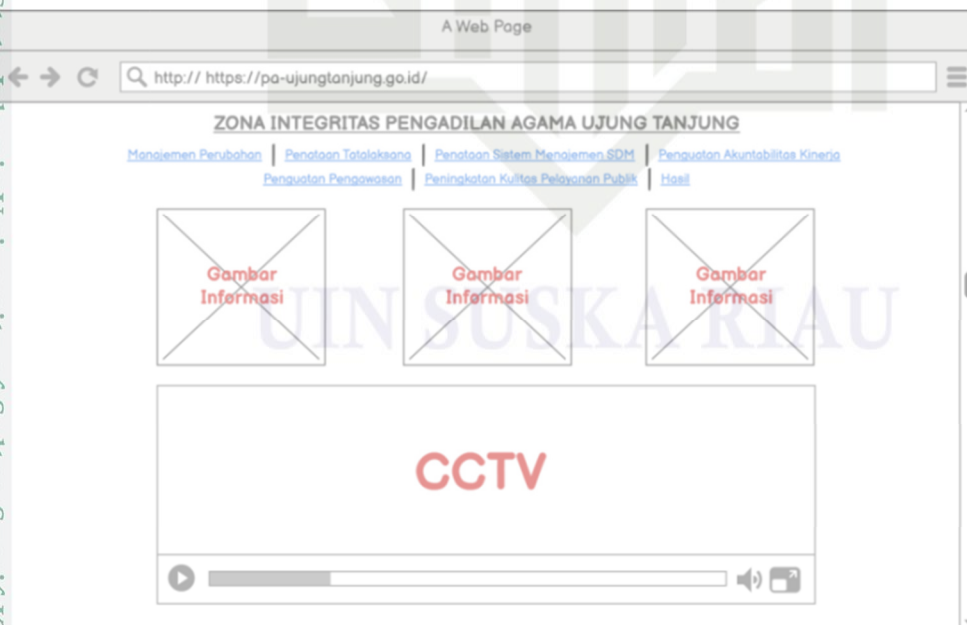 A Web Page
http:// https://pa-ujungtanjung.go.id/
ZONA INTEGRITAS PENGADILAN AGAMA UJUNG TANJUNG
Manajemen Perubahan | Penataan Tatalaksana | Penataan Sistem Menajemen SDM | Penguatan Akuntabilitas Kinerja
Penguatan Pengawasan | Peningkatan Kulitas Pelayanan Publik | Hasil
Gambar Gambar Gambar
Informasi Informasi Informasi
UIN SUSKA RIAU
CCTV